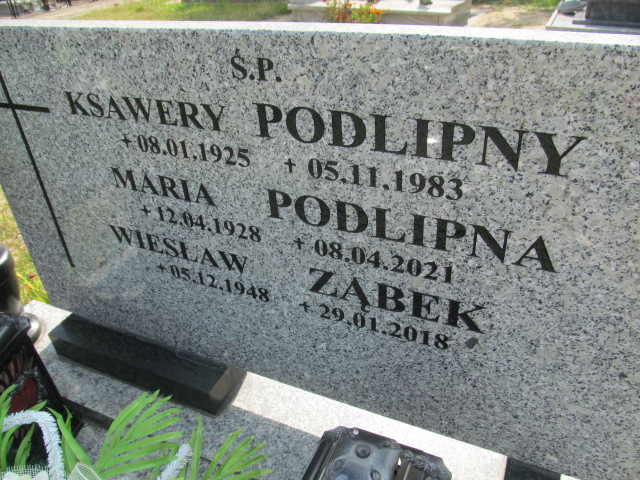 Ś.P.
KSAWERY PODLIPNY
+ 08.01.1925 + 05.11.1983
MARIA PODLIPNA
+ 12.04.1928 + 08.04.2021
WIESŁAW ZĄBEK
+ 05.12.1948 + 29.01.2018